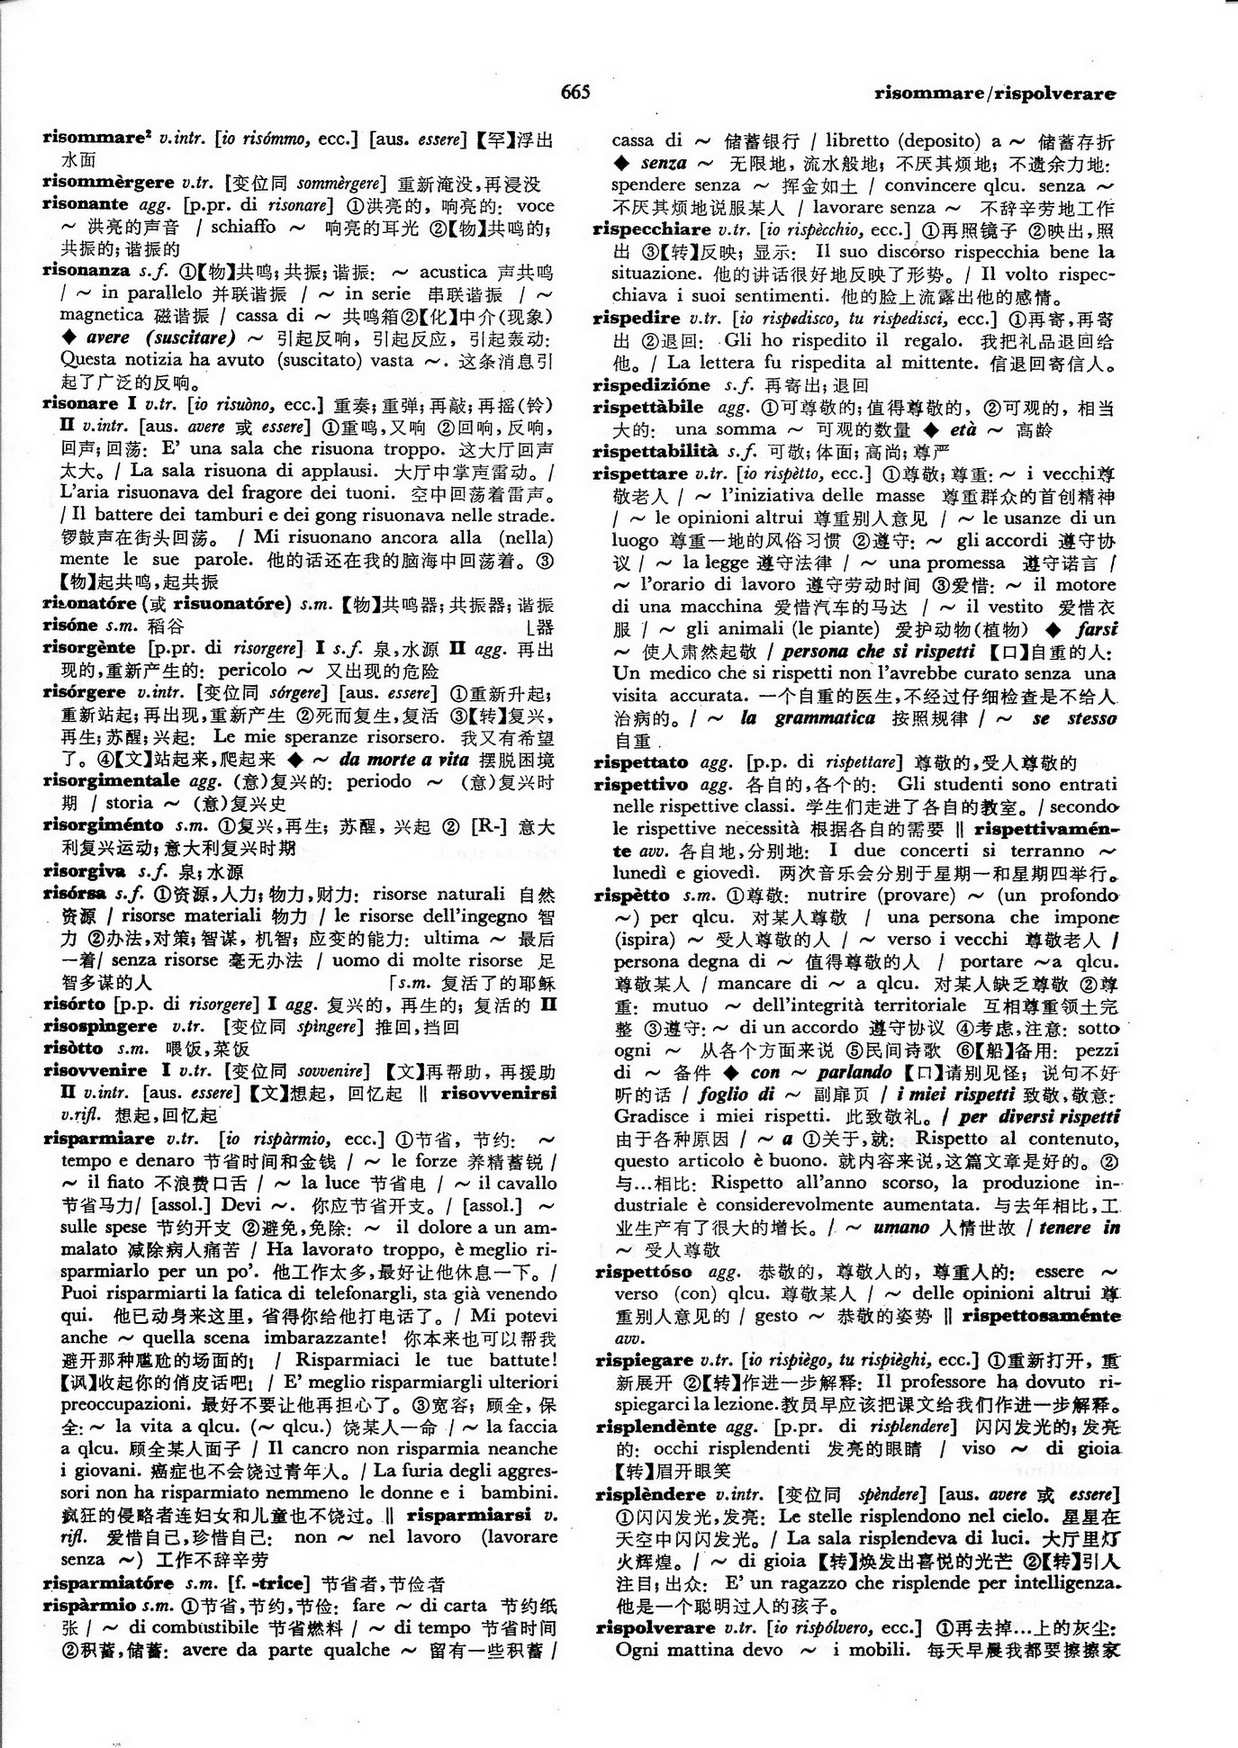 665
risommare/rispolverare
risommare² v.intr. [io risómmo, ecc.] [aus. essere]【罕】浮出
水面
risommèrgere v.tr. [变位同 sommèrgere] 重新淹没,再浸没
risonante agg. [p.pr. di risonare] ①洪亮的, 响亮的: voce
~ 洪亮的声音 / schiaffo ~ 响亮的耳光 ②【物】共鸣的;
共振的; 谐振的
risonanza s.f. ①【物】共鸣; 共振; 谐振: ~ acustica 声共鸣
/ ~ in parallelo 并联谐振 / ~ in serie 串联谐振 / ~
magnetica 磁谐振 / cassa di ~ 共鸣箱②【化】中介(现象)
◆ avere (suscitare) ~ 引起反响, 引起反应, 引起轰动:
Questa notizia ha avuto (suscitato) vasta ~. 这条消息引
起了广泛的反响。
risonare I v.tr. [io risuòno, ecc.] 重奏; 重弹; 再敲; 再摇(铃)
II v.intr. [aus. avere 或 essere] ①重鸣,又响 ②回响, 反响,
回声; 回荡: E' una sala che risuona troppo. 这大厅回声
太大。/ La sala risuona di applausi. 大厅中掌声雷动。/
L'aria risuonava del fragore dei tuoni. 空中回荡着雷声。
/ Il battere dei tamburi e dei gong risuonava nelle strade.
锣鼓声在街头回荡。 / Mi risuonano ancora alla (nella)
mente le sue parole. 他的话还在我的脑海中回荡着。③
【物】起共鸣,起共振
risonatóre (或 risuonatóre) s.m. 【物】共鸣器; 共振器; 谐振
risóne s.m. 稻谷 ⌊器
risorgènte [p.pr. di risorgere] I s.f. 泉,水源 II agg. 再出
现的,重新产生的: pericolo ~ 又出现的危险
risórgere v.intr. [变位同 sórgere] [aus. essere] ①重新升起;
重新站起; 再出现,重新产生 ②死而复生,复活 ③【转】复兴,
再生; 苏醒; 兴起: Le mie speranze risorsero. 我又有希望
了。④【文】站起来,爬起来 ◆ ~ da morte a vita 摆脱困境
risorgimentale agg. (意)复兴的: periodo ~ (意)复兴时
期 / storia ~ (意)复兴史
risorgiménto s.m. ①复兴,再生; 苏醒, 兴起 ② [R-] 意大
利复兴运动; 意大利复兴时期
risorgiva s.f. 泉; 水源
risórsa s.f. ①资源,人力; 物力,财力: risorse naturali 自然
资源 / risorse materiali 物力 / le risorse dell'ingegno 智
力 ②办法,对策; 智谋, 机智; 应变的能力: ultima ~ 最后
一着/ senza risorse 毫无办法 / uomo di molte risorse 足
智多谋的人 ⌈s.m. 复活了的耶稣
risórto [p.p. di risorgere] I agg. 复兴的, 再生的; 复活的 II
risospìngere v.tr. [变位同 spìngere] 推回,挡回
risòtto s.m. 喂饭,菜饭
risovvenire I v.tr. [变位同 sovvenire] 【文】再帮助, 再援助
II v.intr. [aus. essere]【文】想起, 回忆起 ‖ risovvenirsi
v.rifl. 想起,回忆起
risparmiare v.tr. [io rispàrmio, ecc.] ①节省, 节约: ~
tempo e denaro 节省时间和金钱 / ~ le forze 养精蓄锐 /
~ il fiato 不浪费口舌 / ~ la luce 节省电 / ~ il cavallo
节省马力/ [assol.] Devi ~. 你应节省开支。/ [assol.] ~
sulle spese 节约开支 ②避免,免除: ~ il dolore a un am-
malato 减除病人痛苦 / Ha lavorato troppo, è meglio ri-
sparmiarlo per un po'. 他工作太多,最好让他休息一下。/
Puoi risparmiarti la fatica di telefonargli, sta già venendo
qui. 他已动身来这里, 省得你给他打电话了。/ Mi potevi
anche ~ quella scena imbarazzante! 你本来也可以帮我
避开那种尴尬的场面的! / Risparmiaci le tue battute!
【讽】收起你的俏皮话吧! / E' meglio risparmiargli ulteriori
preoccupazioni. 最好不要让他再担心了。③宽容; 顾全, 保
全: ~ la vita a qlcu. (~ qlcu.) 饶某人一命 / ~ la faccia
a qlcu. 顾全某人面子 / Il cancro non risparmia neanche
i giovani. 癌症也不会饶过青年人。/ La furia degli aggres-
sori non ha risparmiato nemmeno le donne e i bambini.
疯狂的侵略者连妇女和儿童也不饶过。‖ risparmiarsi v.
rifl. 爱惜自己,珍惜自己: non ~ nel lavoro (lavorare
senza ~) 工作不辞辛劳
risparmiatóre s.m. [f. -trice] 节省者,节俭者
rispàrmio s.m. ①节省,节约,节俭: fare ~ di carta 节约纸
张 / ~ di combustibile 节省燃料 / ~ di tempo 节省时间
②积蓄,储蓄: avere da parte qualche ~ 留有一些积蓄 /
cassa di ~ 储蓄银行 / libretto (deposito) a ~ 储蓄存折
◆ senza ~ 无限地, 流水般地; 不厌其烦地; 不遗余力地:
spendere senza ~ 挥金如土 / convincere qlcu. senza ~
不厌其烦地说服某人 / lavorare senza ~ 不辞辛劳地工作
rispecchiare v.tr. [io rispècchio, ecc.] ①再照镜子 ②映出,照
出 ③【转】反映; 显示: Il suo discorso rispecchia bene la
situazione. 他的讲话很好地反映了形势。/ Il volto rispec-
chiava i suoi sentimenti. 他的脸上流露出他的感情。
rispedire v.tr. [io rispedisco, tu rispedisci, ecc.] ①再寄,再寄
出 ②退回: Gli ho rispedito il regalo. 我把礼品退回给
他。/ La lettera fu rispedita al mittente. 信退回寄信人。
rispedizióne s.f. 再寄出; 退回
rispettàbile agg. ①可尊敬的; 值得尊敬的, ②可观的, 相当
大的: una somma ~ 可观的数量 ◆ età ~ 高龄
rispettabilità s.f. 可敬; 体面; 高尚; 尊严
rispettare v.tr. [io rispètto, ecc.] ①尊敬; 尊重: ~ i vecchi尊
敬老人 / ~ l'iniziativa delle masse 尊重群众的首创精神
/ ~ le opinioni altrui 尊重别人意见 / ~ le usanze di un
luogo 尊重一地的风俗习惯 ②遵守: ~ gli accordi 遵守协
议 / ~ la legge 遵守法律 / ~ una promessa 遵守诺言 /
~ l'orario di lavoro 遵守劳动时间 ③爱惜: ~ il motore
di una macchina 爱惜汽车的马达 / ~ il vestito 爱惜衣
服 / ~ gli animali (le piante) 爱护动物(植物) ◆ farsi
~ 使人肃然起敬 / persona che si rispetti 【口】自重的人:
Un medico che si rispetti non l'avrebbe curato senza una
visita accurata. 一个自重的医生,不经过仔细检查是不给人
治病的。/ ~ la grammatica 按照规律 / ~ se stesso
自重
rispettato agg. [p.p. di rispettare] 尊敬的,受人尊敬的
rispettivo agg. 各自的,各个的: Gli studenti sono entrati
nelle rispettive classi. 学生们走进了各自的教室。/ secondo
le rispettive necessità 根据各自的需要 ‖ rispettivamén-
te avv. 各自地,分别地: I due concerti si terranno ~
lunedì e giovedì. 两次音乐会分别于星期一和星期四举行。
rispètto s.m. ①尊敬: nutrire (provare) ~ (un profondo
~) per qlcu. 对某人尊敬 / una persona che impone
(ispira) ~ 受人尊敬的人 / ~ verso i vecchi 尊敬老人 /
persona degna di ~ 值得尊敬的人 / portare ~a qlcu.
尊敬某人 / mancare di ~ a qlcu. 对某人缺乏尊敬 ②尊
重: mutuo ~ dell'integrità territoriale 互相尊重领土完
整 ③遵守: ~ di un accordo 遵守协议 ④考虑,注意: sotto
ogni ~ 从各个方面来说 ⑤民间诗歌 ⑥【船】备用: pezzi
di ~ 备件 ◆ con ~ parlando 【口】请别见怪; 说句不好
听的话 / foglio di ~ 副扉页 / i miei rispetti 致敬,敬意:
Gradisce i miei rispetti. 此致敬礼。/ per diversi rispetti
由于各种原因 / ~ a ①关于,就: Rispetto al contenuto,
questo articolo è buono. 就内容来说,这篇文章是好的。②
与…相比: Rispetto all'anno scorso, la produzione in-
dustriale è considerevolmente aumentata. 与去年相比,工
业生产有了很大的增长。/ ~ umano 人情世故 / tenere in
~ 受人尊敬
rispettóso agg. 恭敬的, 尊敬人的, 尊重人的: essere ~
verso (con) qlcu. 尊敬某人 / ~ delle opinioni altrui 尊
重别人意见的 / gesto ~ 恭敬的姿势 ‖ rispettosaménte
avv.
rispiegare v.tr. [io rispiègo, tu rispièghi, ecc.] ①重新打开, 重
新展开 ②【转】作进一步解释: Il professore ha dovuto ri-
spiegarci la lezione.教员早应该把课文给我们作进一步解释。
risplendènte agg. [p.pr. di risplendere] 闪闪发光的; 发亮
的: occhi risplendenti 发亮的眼睛 / viso ~ di gioia
【转】眉开眼笑
risplèndere v.intr. [变位同 splèndere] [aus. avere 或 essere]
①闪闪发光,发亮: Le stelle risplendono nel cielo. 星星在
天空中闪闪发光。/ La sala risplendeva di luci. 大厅里灯
火辉煌。/ ~ di gioia 【转】焕发出喜悦的光芒 ②【转】引人
注目; 出众: E' un ragazzo che risplende per intelligenza.
他是一个聪明过人的孩子。
rispolverare v.tr. [io rispólvero, ecc.] ①再去掉…上的灰尘:
Ogni mattina devo ~ i mobili. 每天早晨我都要擦擦家